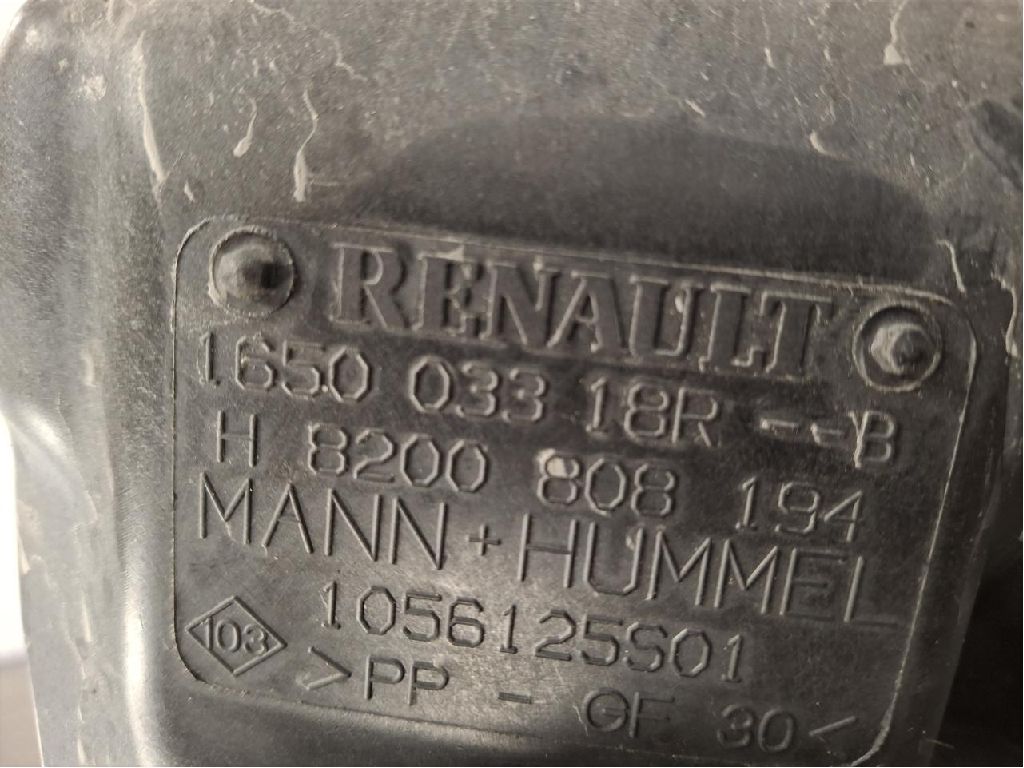 RENAULT
1650 033 18R --B
H 8200 808 194
MANN+HUMMEL
1056125S01
103
>PP - GF 30<